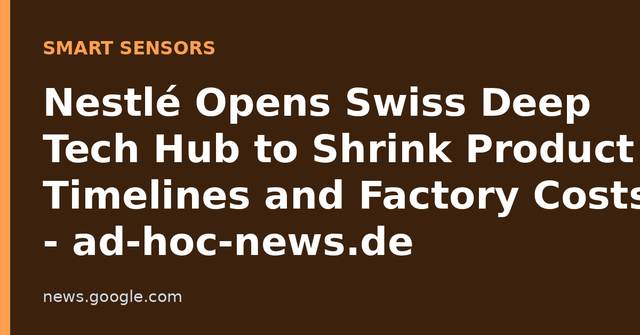 SMART SENSORS
Nestlé Opens Swiss Deep
Tech Hub to Shrink Product
Timelines and Factory Costs
- ad-hoc-news.de
news.google.com